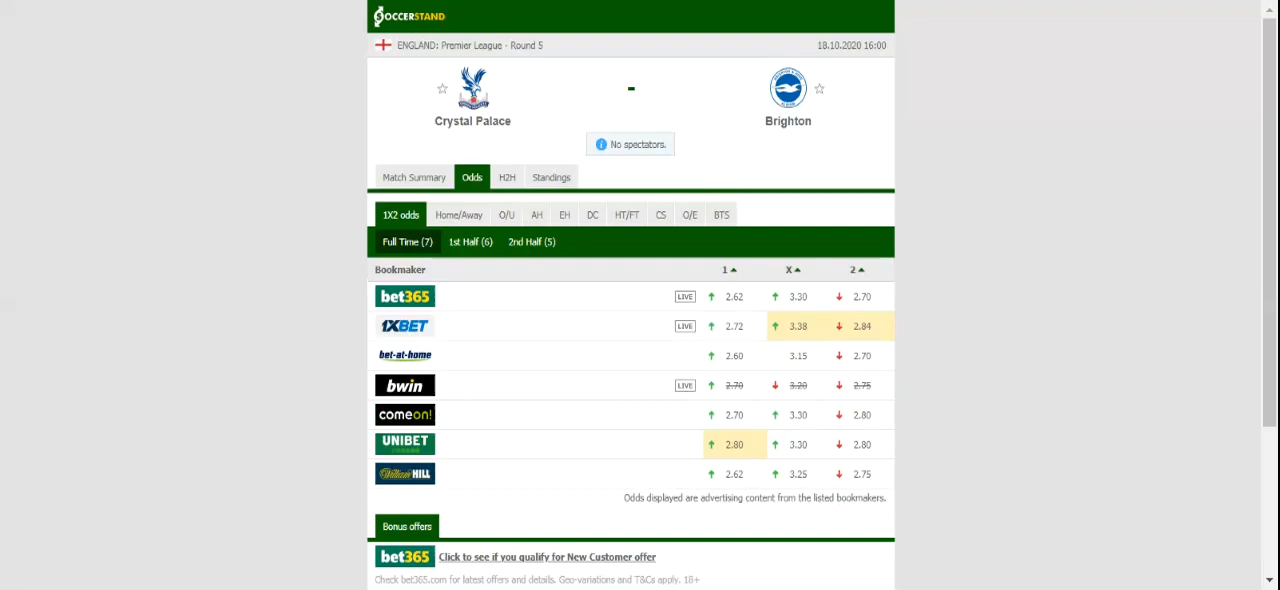 SOCCERSTAND
ENGLAND: Premier League - Round 5 18.10.2020 16:00
-
Crystal Palace Brighton
No spectators.
Match Summary Odds H2H Standings
1X2 odds Home/Away O/U AH EH DC HT/FT CS O/E BTS
Full Time (7) 1st Half (6) 2nd Half (5)
Bookmaker 1 X 2
bet365 LIVE 2.62 3.30 2.70
1XBET LIVE 2.72 3.38 2.84
bet-at-home 2.60 3.15 2.70
bwin LIVE 2.70 3.20 2.75
comeon! 2.70 3.30 2.80
UNIBET 2.80 3.30 2.80
William HILL 2.62 3.25 2.75
Odds displayed are advertising content from the listed bookmakers.
Bonus offers
bet365 Click to see if you qualify for New Customer offer
Check bet365.com for latest offers and details. Geo-variations and T&Cs apply. 18+